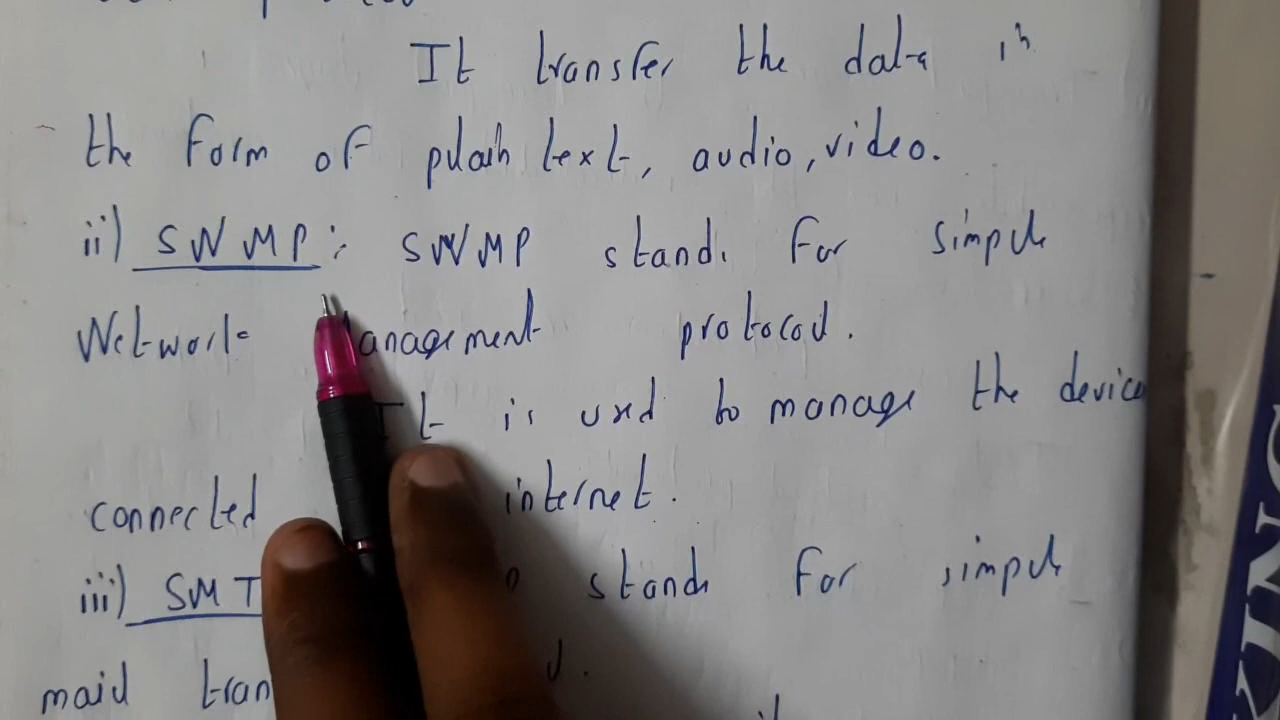 It transfer the data in
the form of plain text, audio, video.
ii) SNMP :- SNMP stands for simple
Network Management protocol.
It is used to manage the device
connected internet.
iii) SMT stands for simple
mail tran
ZING